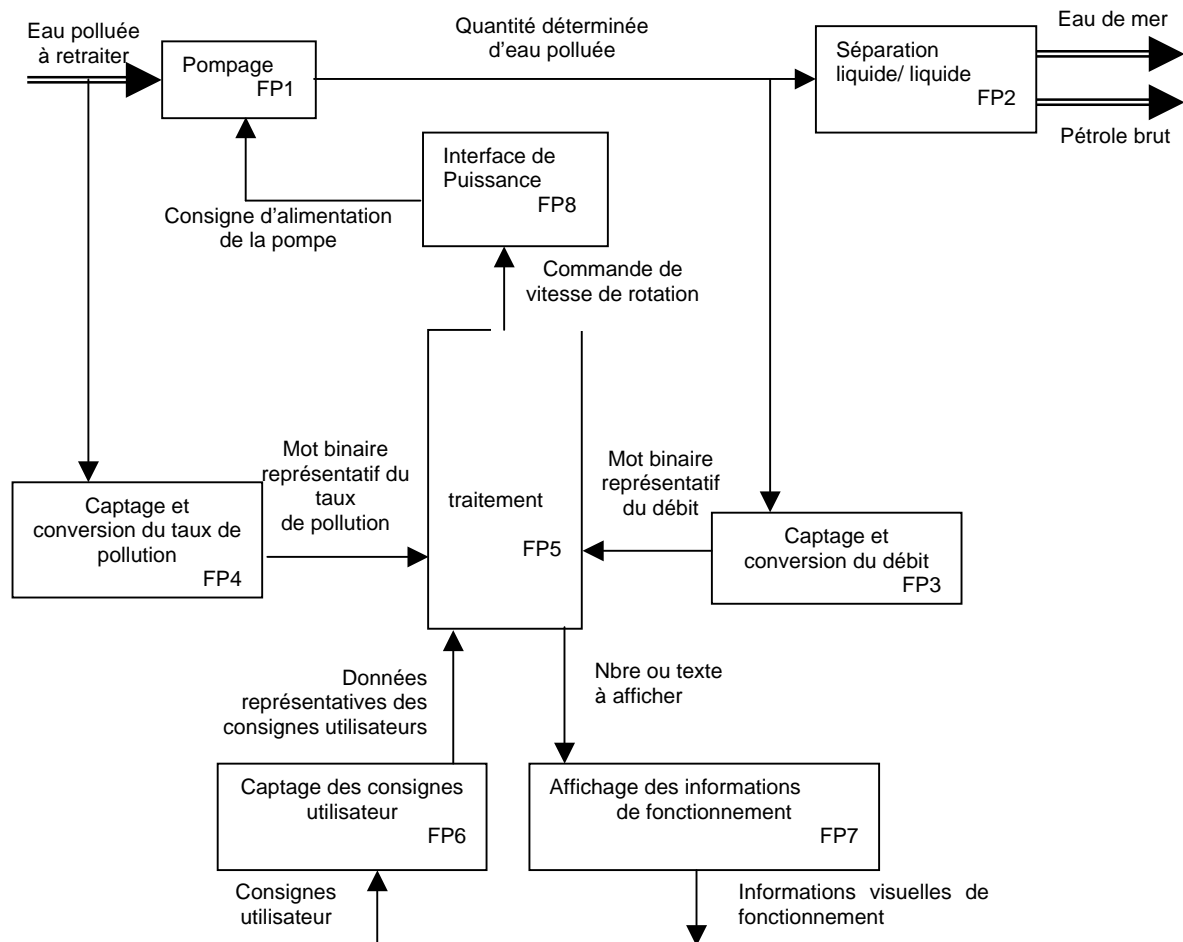 Eau polluée
à retraiter
Pompage
FP1
Quantité déterminée
d'eau polluée
Séparation
liquide/ liquide
FP2
Eau de mer
Pétrole brut
Interface de
Puissance
FP8
Consigne d'alimentation
de la pompe
Commande de
vitesse de rotation
Captage et
conversion du taux de
pollution
FP4
Mot binaire
représentatif du
taux
de pollution
traitement
FP5
Mot binaire
représentatif
du débit
Captage et
conversion du débit
FP3
Données
représentatives des
consignes utilisateurs
Nbre ou texte
à afficher
Captage des consignes
utilisateur
FP6
Affichage des informations
de fonctionnement
FP7
Consignes
utilisateur
Informations visuelles de
fonctionnement